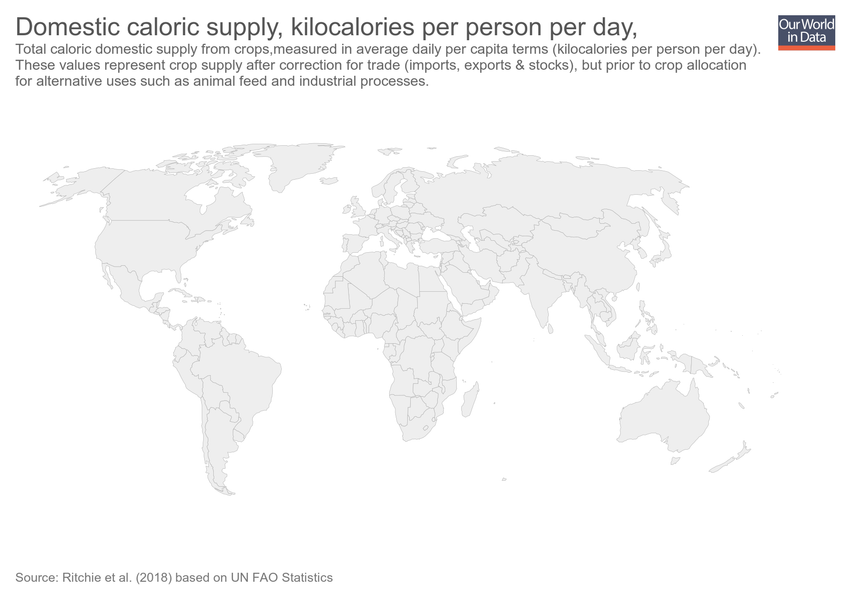 Domestic caloric supply, kilocalories per person per day,
Our World
in Data
Total caloric domestic supply from crops,measured in average daily per capita terms (kilocalories per person per day).
These values represent crop supply after correction for trade (imports, exports & stocks), but prior to crop allocation
for alternative uses such as animal feed and industrial processes.
Source: Ritchie et al. (2018) based on UN FAO Statistics